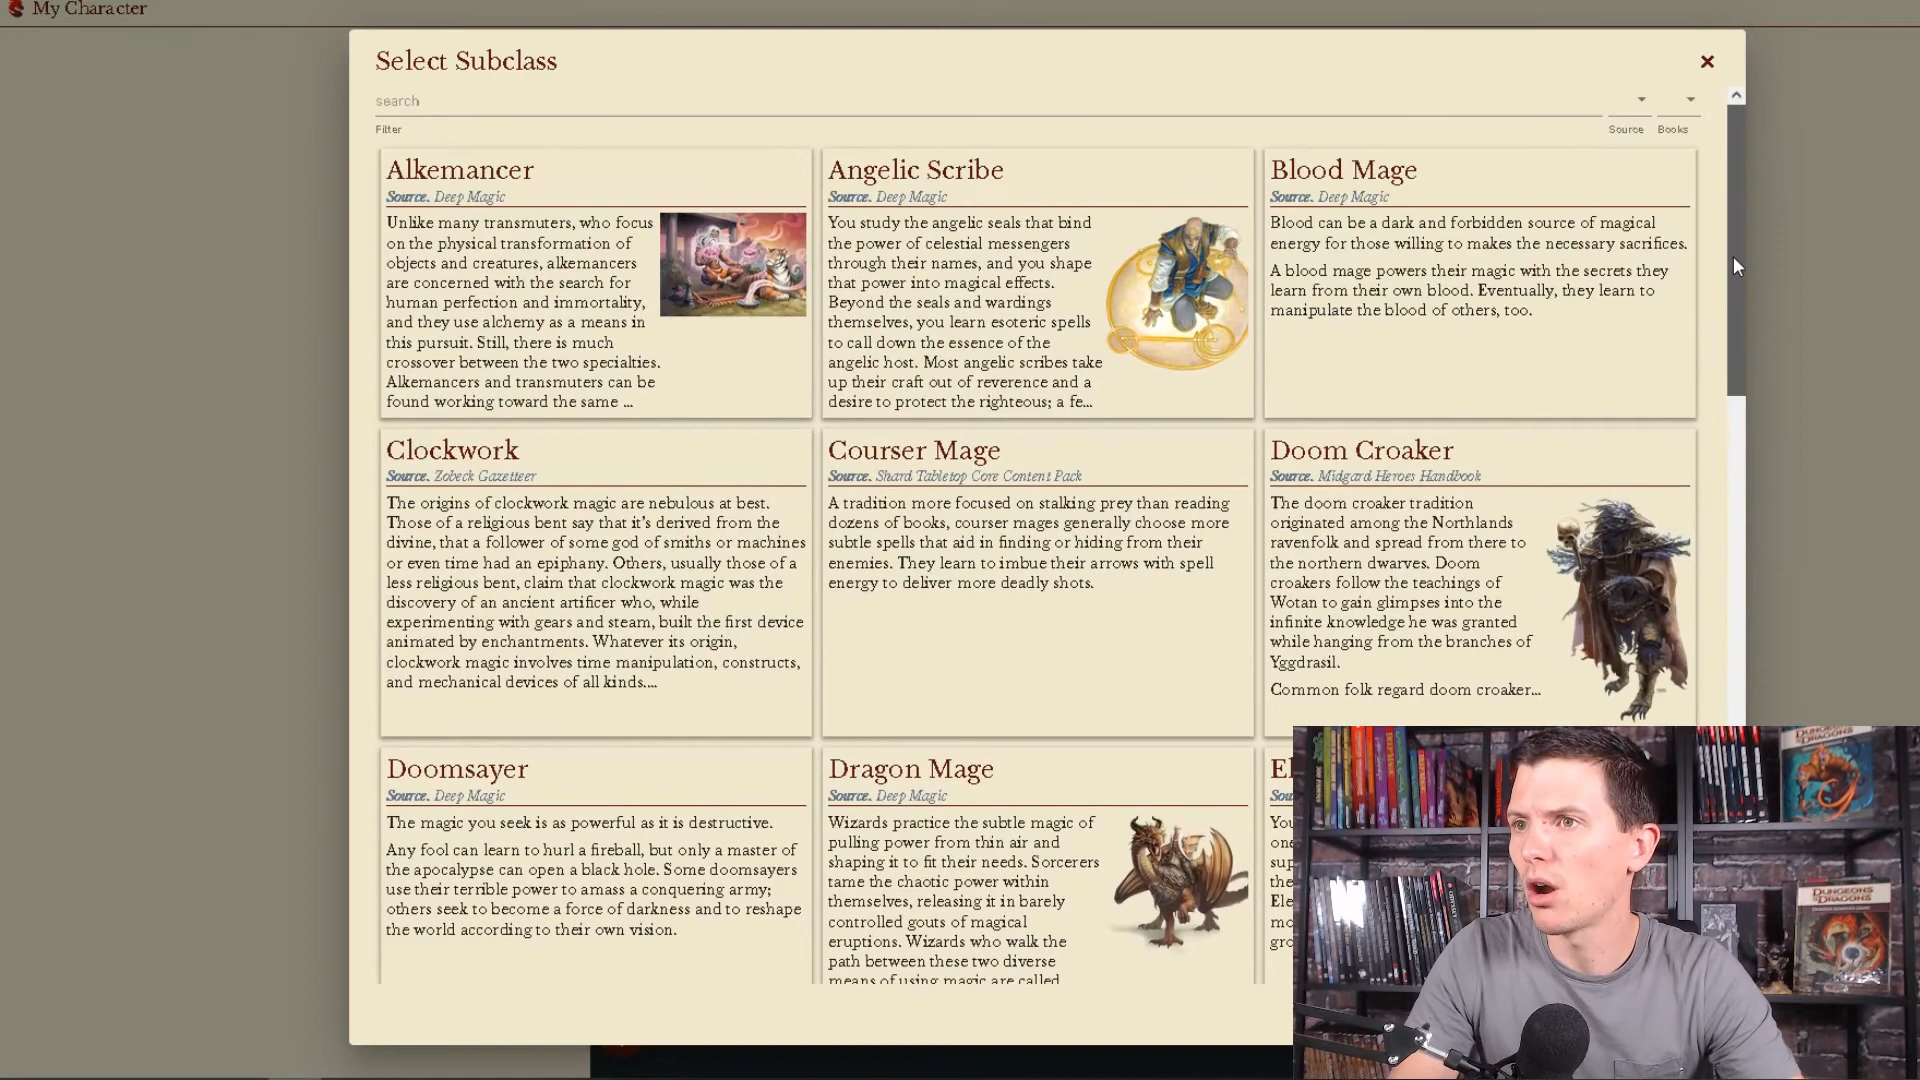 My Character
Select Subclass
search
Filter
Source
Books
Alkemancer
Source. Deep Magic
Unlike many transmuters, who focus
on the physical transformation of
objects and creatures, alkemancers
are concerned with the search for
human perfection and immortality,
and they use alchemy as a means in
this pursuit. Still, there is much
crossover between the two specialties.
Alkemancers and transmuters can be
found working toward the same ...
Angelic Scribe
Source. Deep Magic
You study the angelic seals that bind
the power of celestial messengers
through their names, and you shape
that power into magical effects.
Beyond the seals and wardings
themselves, you learn esoteric spells
to call down the essence of the
angelic host. Most angelic scribes take
up their craft out of reverence and a
desire to protect the righteous; a fe...
Blood Mage
Source. Deep Magic
Blood can be a dark and forbidden source of magical
energy for those willing to makes the necessary sacrifices.
A blood mage powers their magic with the secrets they
learn from their own blood. Eventually, they learn to
manipulate the blood of others, too.
Clockwork
Source. Zobeck Gazetteer
The origins of clockwork magic are nebulous at best.
Those of a religious bent say that it's derived from the
divine, that a follower of some god of smiths or machines
or even time had an epiphany. Others, usually those of a
less religious bent, claim that clockwork magic was the
discovery of an ancient artificer who, while
experimenting with gears and steam, built the first device
animated by enchantments. Whatever its origin,
clockwork magic involves time manipulation, constructs,
and mechanical devices of all kinds....
Courser Mage
Source. Shard Tabletop Core Content Pack
A tradition more focused on stalking prey than reading
dozens of books, courser mages generally choose more
subtle spells that aid in finding or hiding from their
enemies. They learn to imbue their arrows with spell
energy to deliver more deadly shots.
Doom Croaker
Source. Midgard Heroes Handbook
The doom croaker tradition
originated among the Northlands
ravenfolk and spread from there to
the northern dwarves. Doom
croakers follow the teachings of
Wotan to gain glimpses into the
infinite knowledge he was granted
while hanging from the branches of
Yggdrasil.
Common folk regard doom croaker...
Doomsayer
Source. Deep Magic
The magic you seek is as powerful as it is destructive.
Any fool can learn to hurl a fireball, but only a master of
the apocalypse can open a black hole. Some doomsayers
use their terrible power to amass a conquering army;
others seek to become a force of darkness and to reshape
the world according to their own vision.
Dragon Mage
Source. Deep Magic
Wizards practice the subtle magic of
pulling power from thin air and
shaping it to fit their needs. Sorcerers
tame the chaotic power within
themselves, releasing it in barely
controlled gouts of magical
eruptions. Wizards who walk the
path between these two diverse
means of using magic are called
El
Sou
You
one
sup
the
Ele
mo
gro
DUNGEONS
DRAGONS
DUNGEONS
DRAGONS